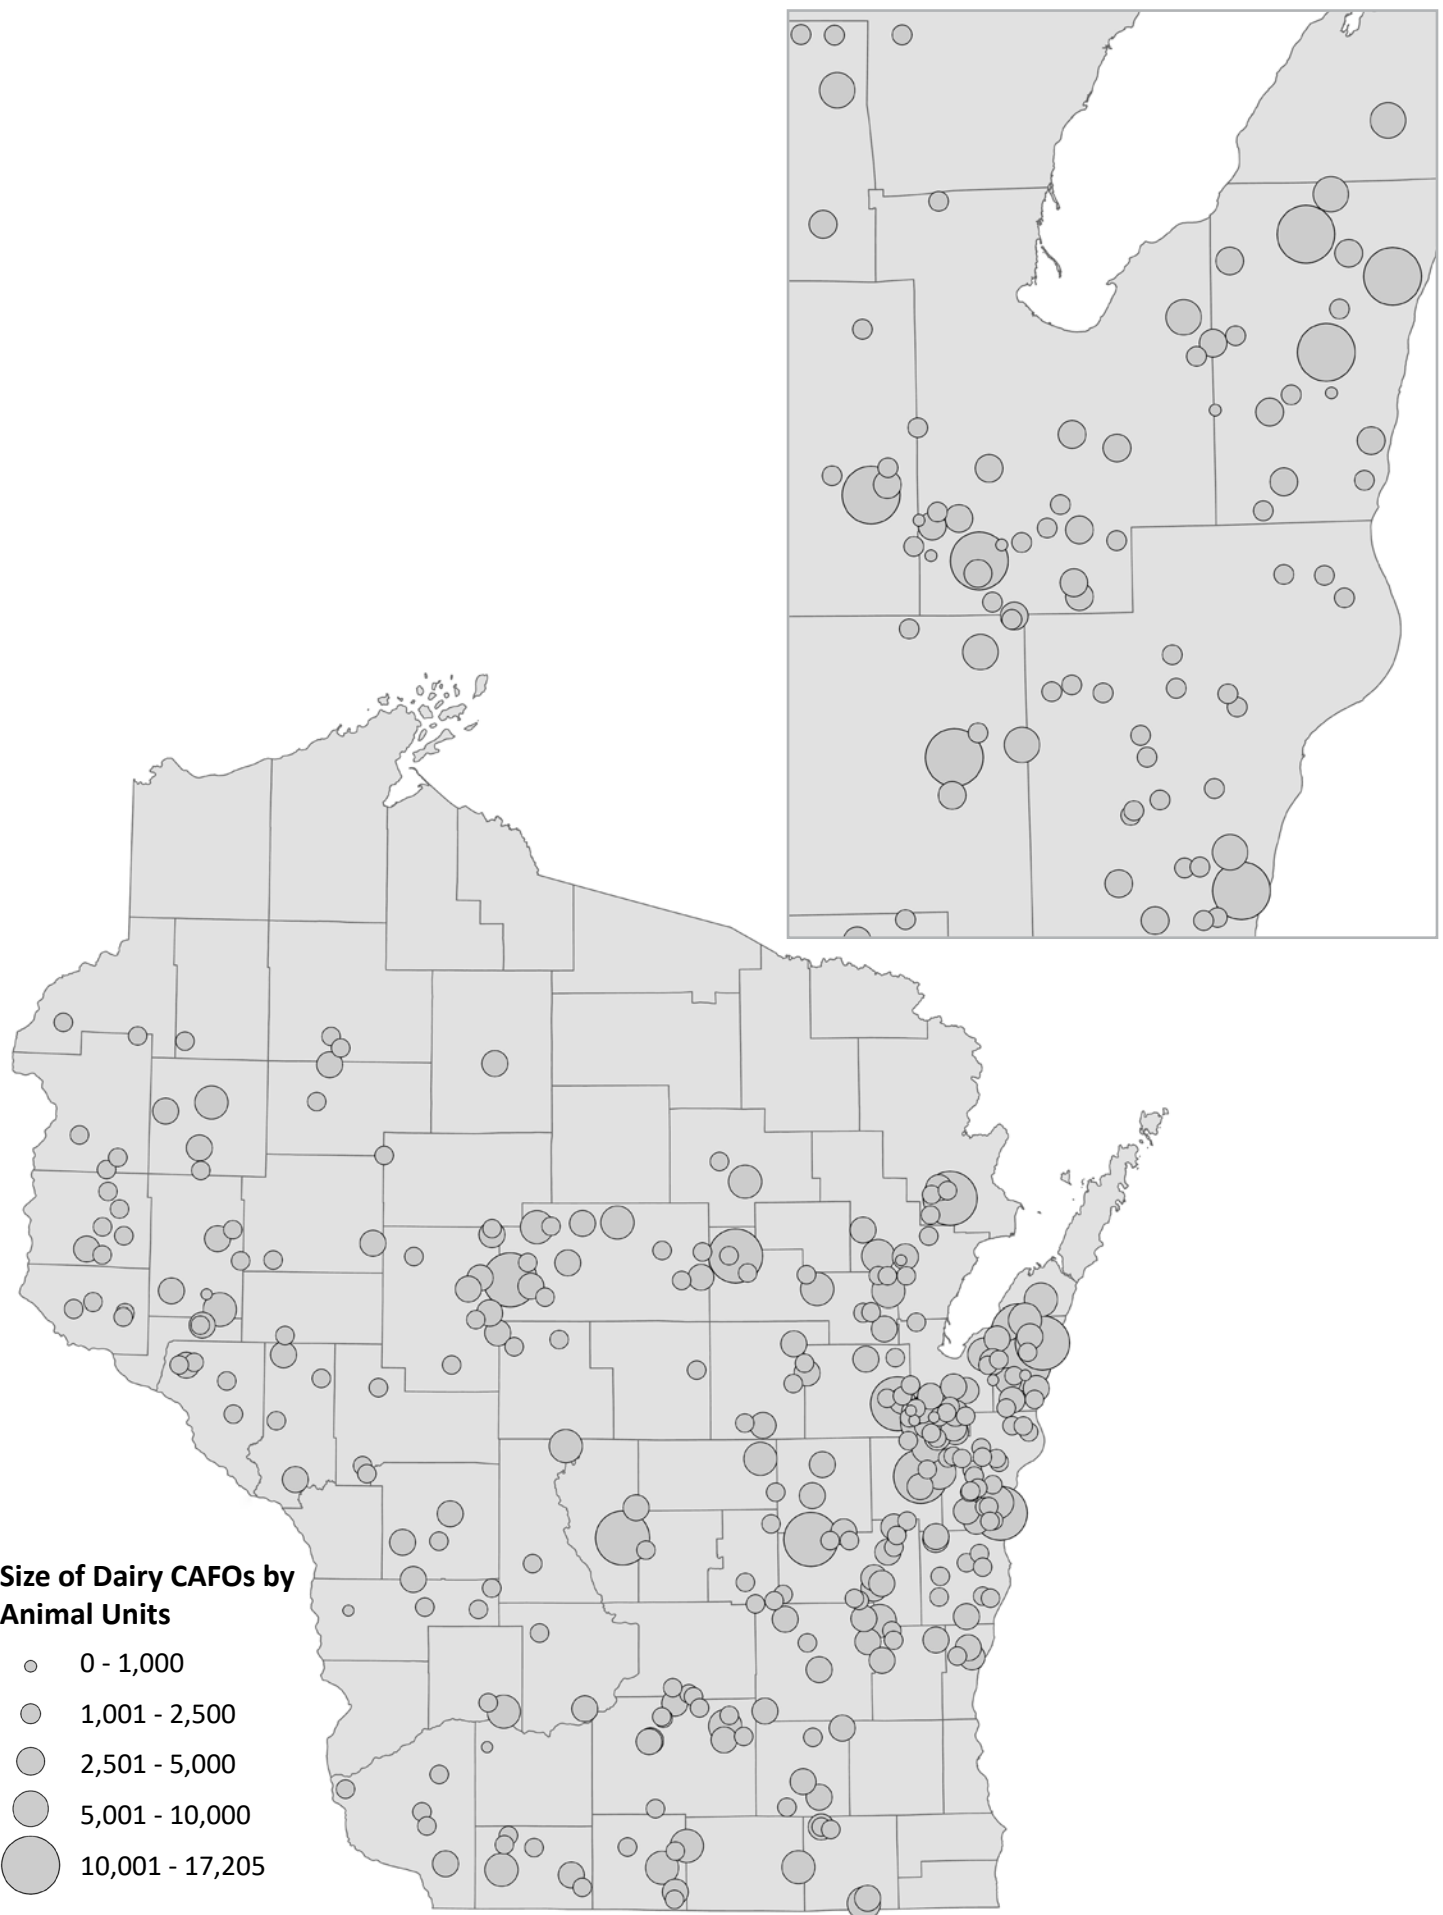 Size of Dairy CAFOs by
Animal Units
0 - 1,000
1,001 - 2,500
2,501 - 5,000
5,001 - 10,000
10,001 - 17,205